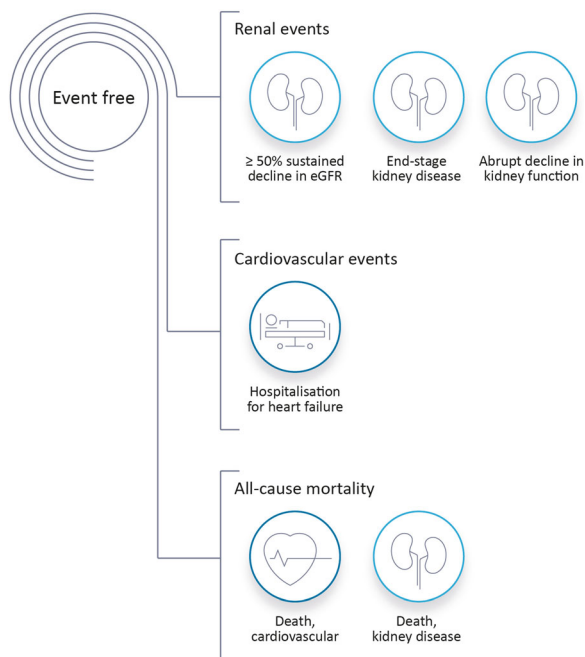 Event free
Renal events
≥ 50% sustained
decline in eGFR
End-stage
kidney disease
Abrupt decline in
kidney function
Cardiovascular events
Hospitalisation
for heart failure
All-cause mortality
Death,
cardiovascular
Death,
kidney disease